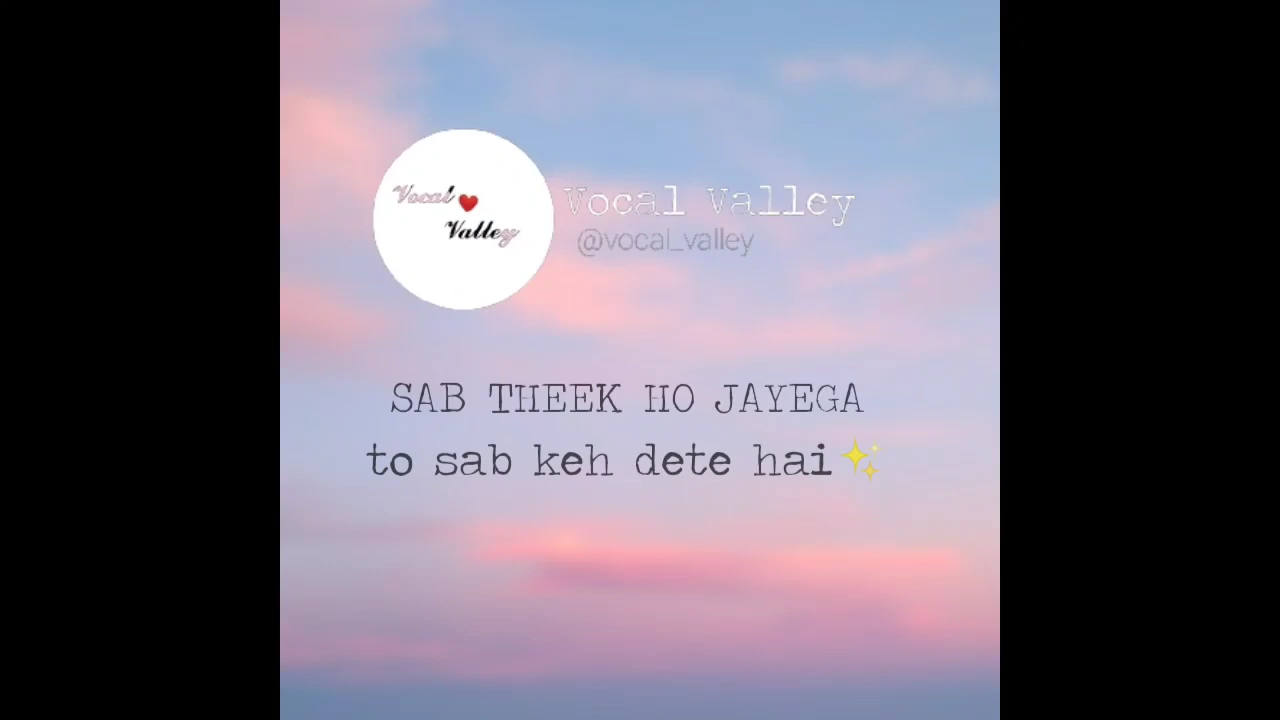 Vocal ❤️
Valley
Vocal Valley
@vocal_valley
SAB THEEK HO JAYEGA
to sab keh dete hai✨